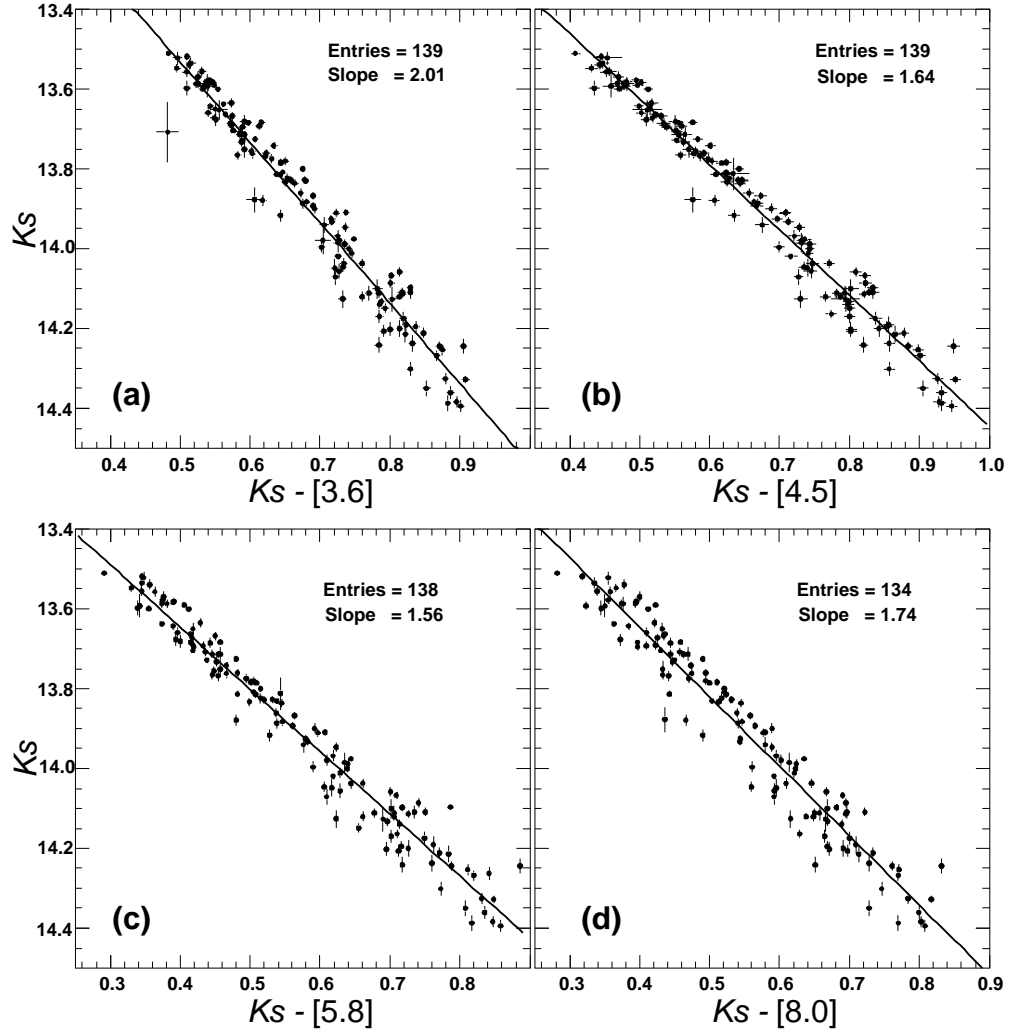 13.4
13.6
13.8
14.0
14.2
14.4
Ks
Entries = 139
Slope = 2.01
(a)
0.4 0.5 0.6 0.7 0.8 0.9
Ks - [3.6]
Entries = 139
Slope = 1.64
(b)
0.4 0.5 0.6 0.7 0.8 0.9 1.0
Ks - [4.5]
13.4
13.6
13.8
14.0
14.2
14.4
Ks
Entries = 138
Slope = 1.56
(c)
0.3 0.4 0.5 0.6 0.7 0.8
Ks - [5.8]
Entries = 134
Slope = 1.74
(d)
0.3 0.4 0.5 0.6 0.7 0.8 0.9
Ks - [8.0]